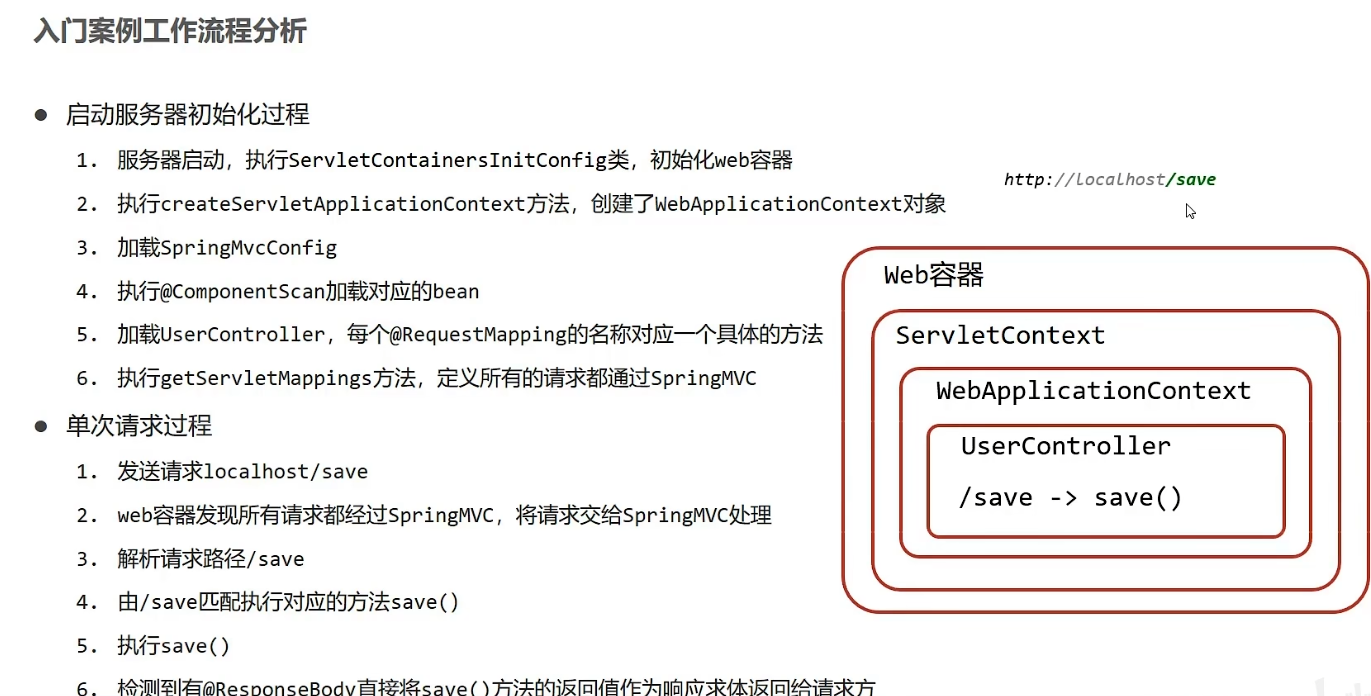 入门案例工作流程分析
● 启动服务器初始化过程
1. 服务器启动，执行ServletContainersInitConfig类，初始化web容器
2. 执行createServletApplicationContext方法，创建了WebApplicationContext对象
3. 加载SpringMvcConfig
4. 执行@ComponentScan加载对应的bean
5. 加载UserController，每个@RequestMapping的名称对应一个具体的方法
6. 执行getServletMappings方法，定义所有的请求都通过SpringMVC
● 单次请求过程
1. 发送请求localhost/save
2. web容器发现所有请求都经过SpringMVC，将请求交给SpringMVC处理
3. 解析请求路径/save
4. 由/save匹配执行对应的方法save()
5. 执行save()
6. 检测到有@ResponseBody直接将save()方法的返回值作为响应求体返回给请求方
http://localhost/save
Web容器
ServletContext
WebApplicationContext
UserController
/save -> save()